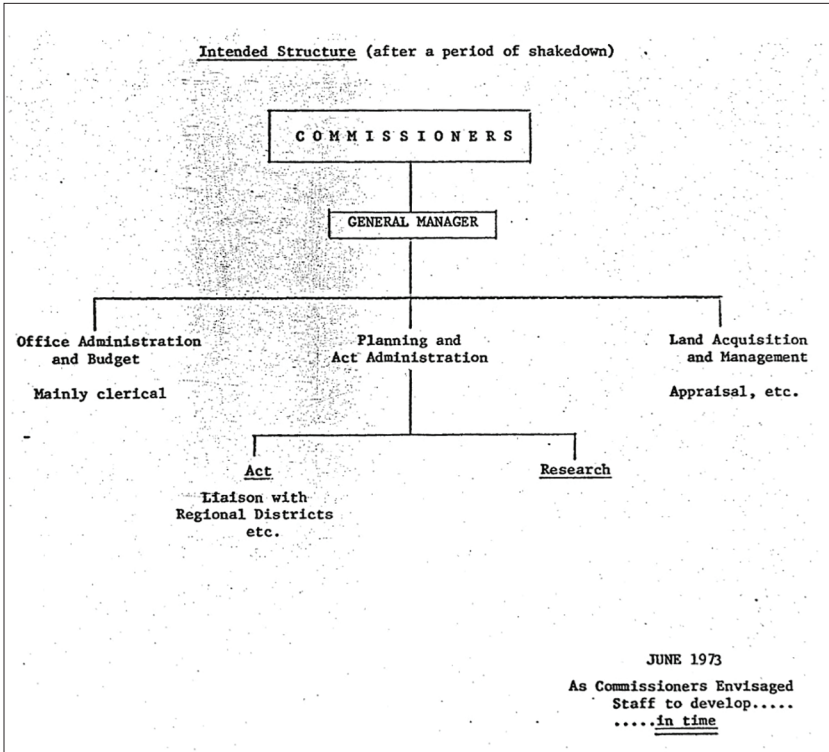 Intended Structure (after a period of shakedown)
COMMISSIONERS
GENERAL MANAGER
Office Administration
and Budget
Mainly clerical
Planning and
Act Administration
Land Acquisition
and Management
Appraisal, etc.
Act
Liaison with
Regional Districts
etc.
Research
JUNE 1973
As Commissioners Envisaged
Staff to develop.....
.....in time